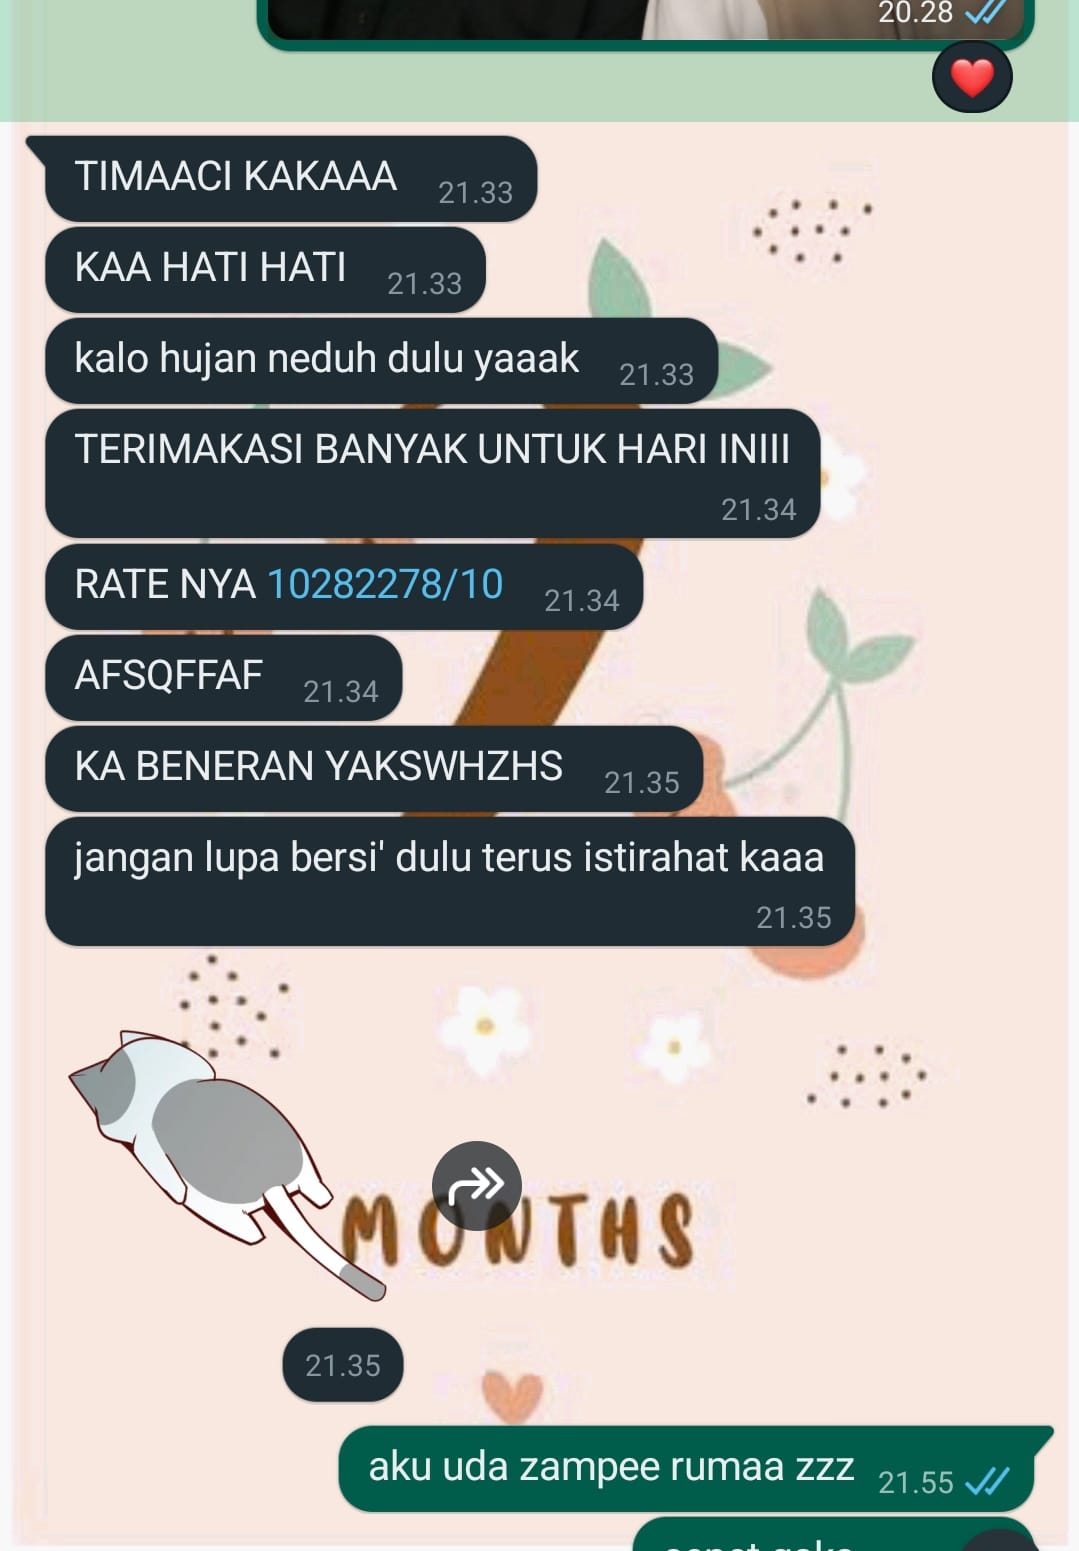 20.28
TIMAACI KAKAAA 21.33
KAA HATI HATI 21.33
kalo hujan neduh dulu yaaak 21.33
TERIMAKASI BANYAK UNTUK HARI INIII
21.34
RATE NYA 10282278/10 21.34
AFSQFFAF 21.34
KA BENERAN YAKSWHZHS 21.35
jangan lupa bersi' dulu terus istirahat kaaa
21.35
MONTHS
21.35
aku uda zampee rumaa zzz 21.55